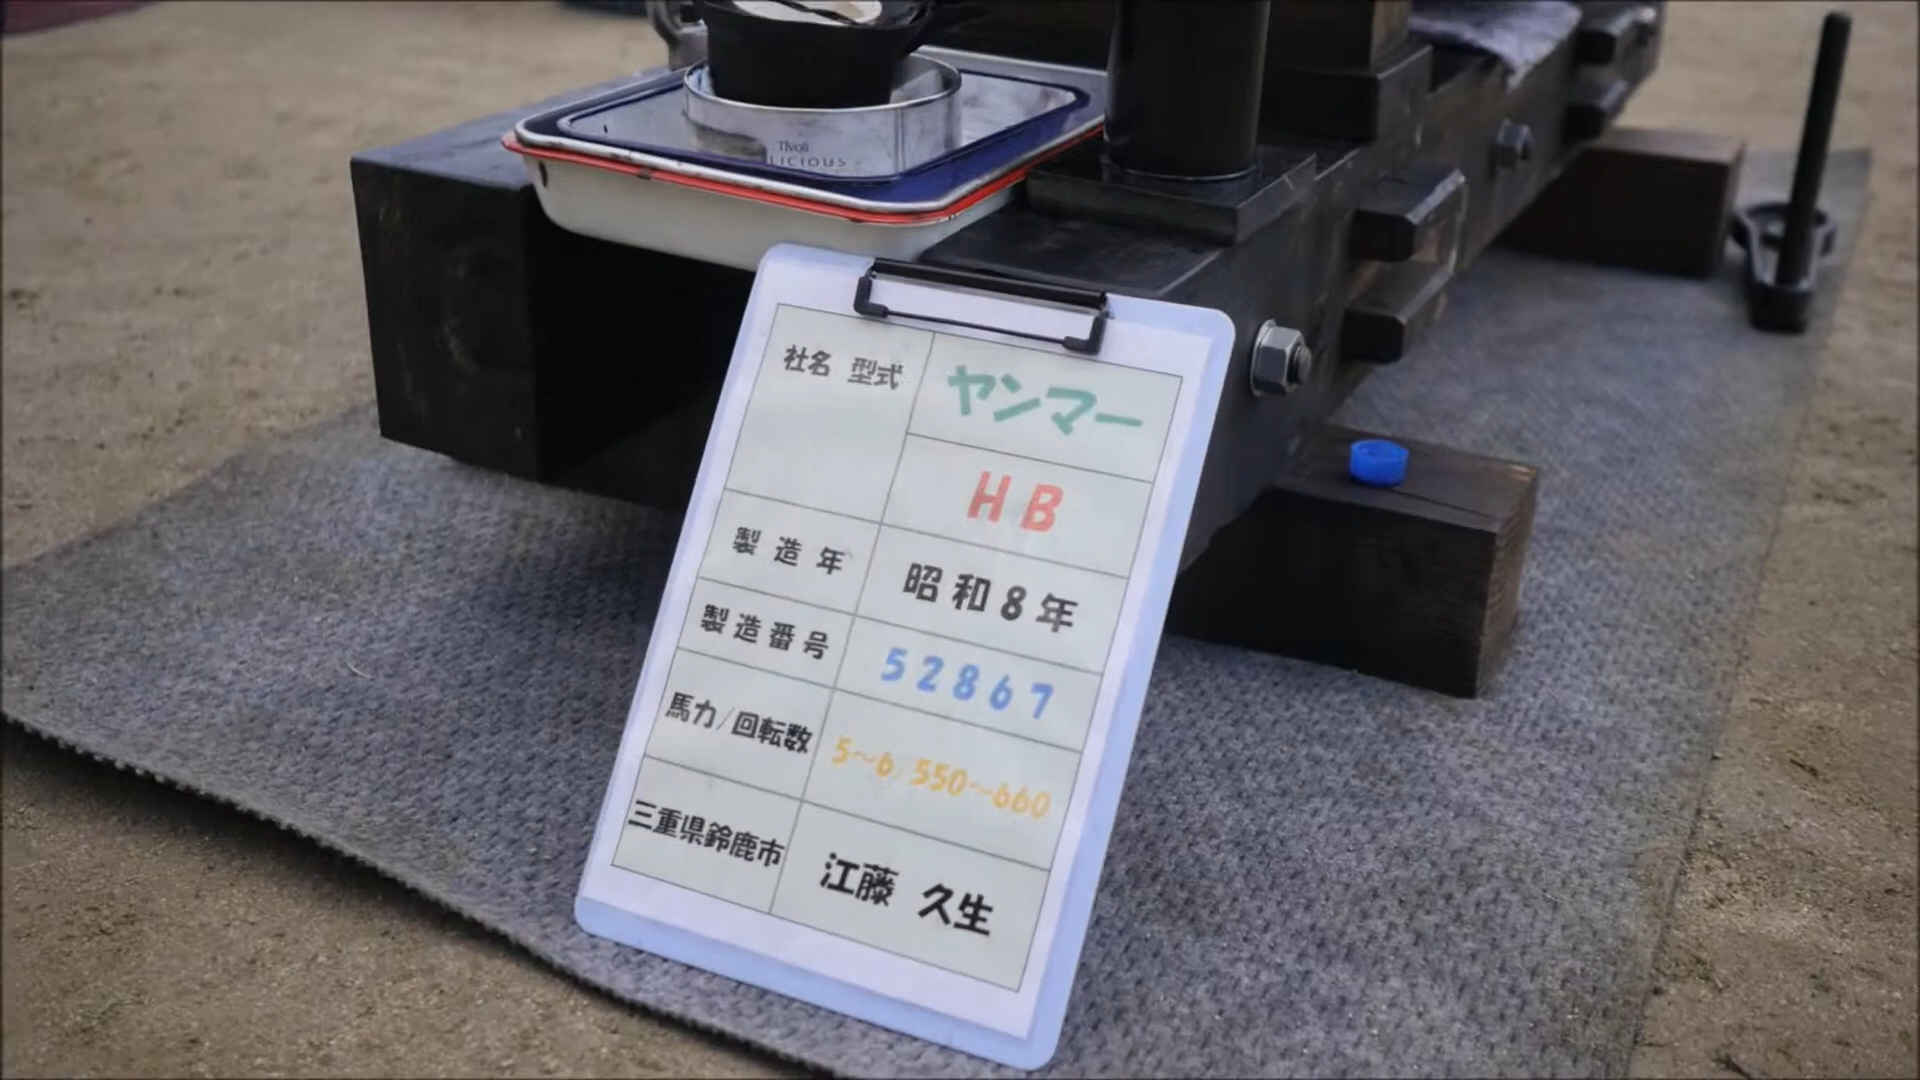 Tivoli
LICIOUS
社名 型式 ヤンマー
HB
製造年 昭和8年
製造番号 52867
馬力/回転数 5～6/550～660
三重県鈴鹿市 江藤 久生